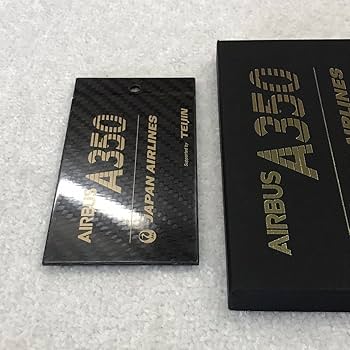 AIRBUS A350
JAPAN AIRLINES
Supported by TEIJIN
AIRBUS A350